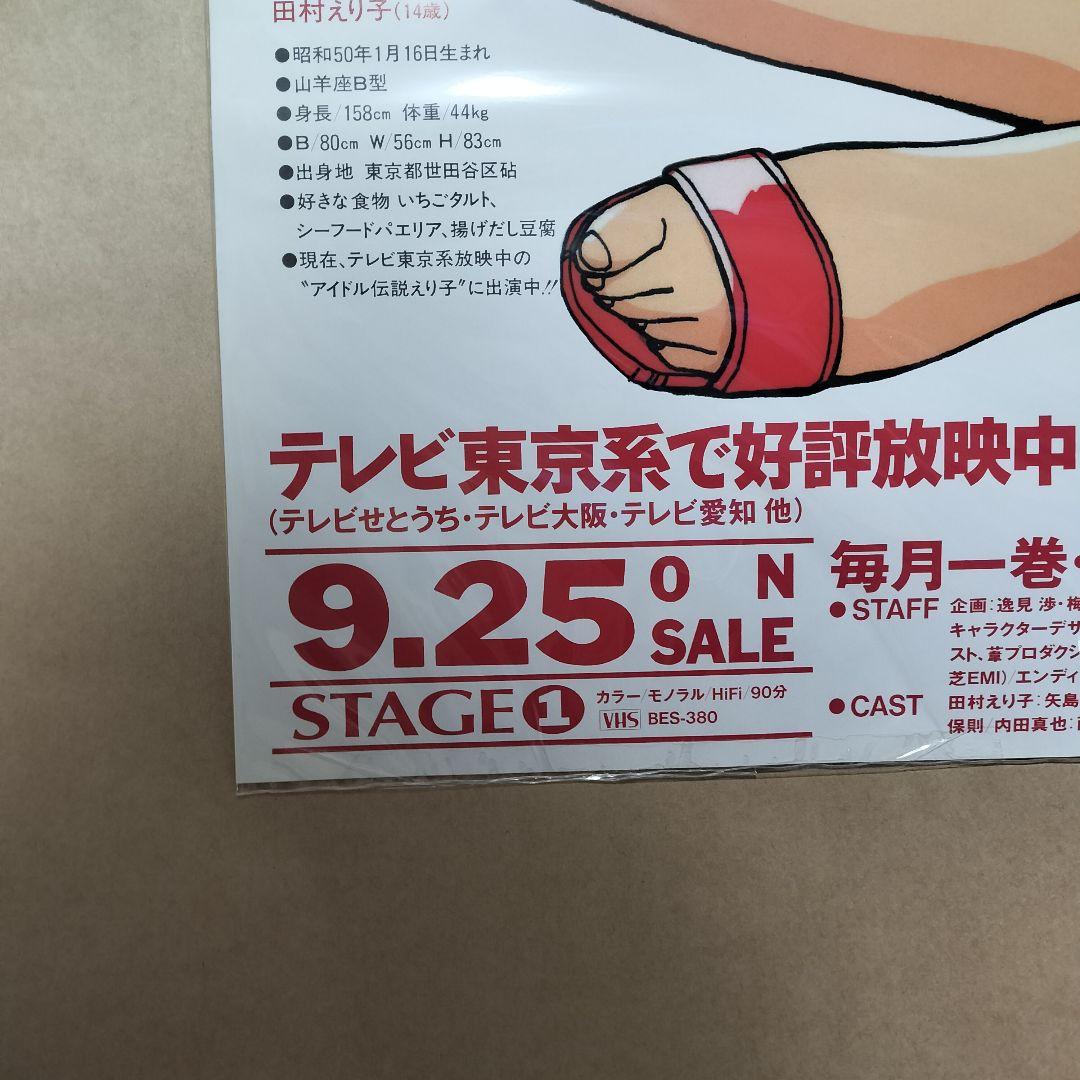 田村えり子(14歳)
●昭和50年1月16日生まれ
●山羊座B型
●身長/158cm 体重/44kg
●B/80cm W/56cm H/83cm
●出身地 東京都世田谷区砧
●好きな食物 いちごタルト、
シーフードパエリア、揚げだし豆腐
●現在、テレビ東京系放映中の
"アイドル伝説えり子"に出演中!!
テレビ東京系で好評放映中
(テレビせとうち・テレビ大阪・テレビ愛知 他)
9.25 ON SALE
STAGE 1
カラー/モノラル/HiFi/90分
VHS BES-380
毎月一巻・
●STAFF 企画:逸見 渉・梅
キャラクターデザ
スト、葦プロダクシ
芝EMI)/エンディ
●CAST 田村えり子:矢島
保則/内田真也: